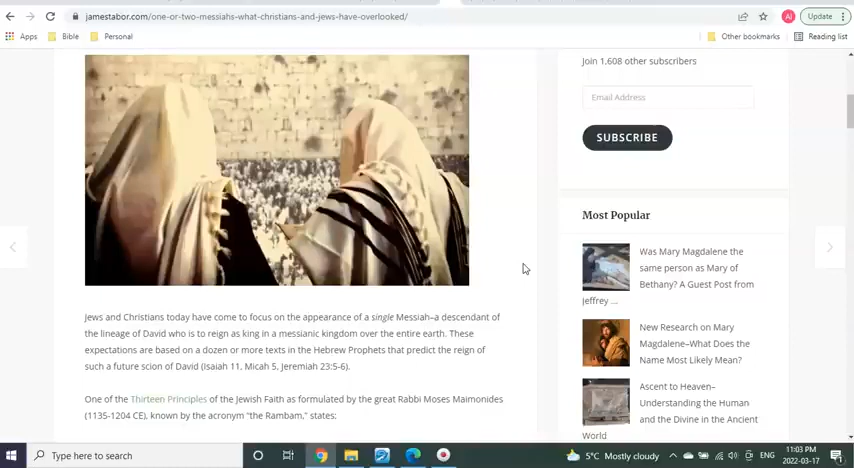 jamestabor.com/one-or-two-messiahs-what-christians-and-jews-have-overlooked/
AI
Update
Apps
Bible
Personal
Other bookmarks
Reading list
Join 1,608 other subscribers
Email Address
SUBSCRIBE
Most Popular
Was Mary Magdalene the
same person as Mary of
Bethany? A Guest Post from
Jeffrey ...
New Research on Mary
Magdalene–What Does the
Name Most Likely Mean?
Ascent to Heaven–
Understanding the Human
and the Divine in the Ancient
World
Jews and Christians today have come to focus on the appearance of a single Messiah–a descendant of
the lineage of David who is to reign as king in a messianic kingdom over the entire earth. These
expectations are based on a dozen or more texts in the Hebrew Prophets that predict the reign of
such a future scion of David (Isaiah 11, Micah 5, Jeremiah 23:5-6).
One of the Thirteen Principles of the Jewish Faith as formulated by the great Rabbi Moses Maimonides
(1135-1204 CE), known by the acronym “the Rambam,” states:
Type here to search
5°C Mostly cloudy
ENG
11:03 PM
2022-03-17